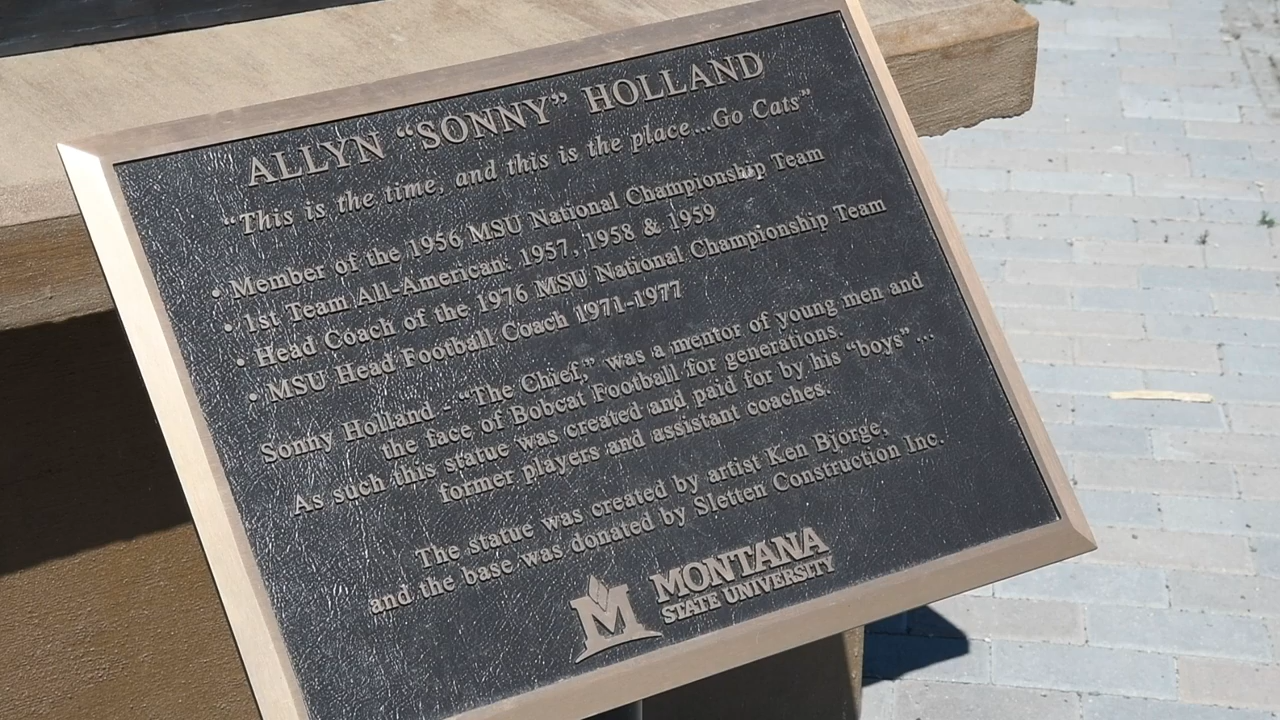 ALLYN “SONNY” HOLLAND
“This is the time, and this is the place...Go Cats”
• Member of the 1956 MSU National Championship Team
• 1st Team All-American: 1957, 1958 & 1959
• Head Coach of the 1976 MSU National Championship Team
• MSU Head Football Coach 1971-1977
Sonny Holland - “The Chief,” was a mentor of young men and
the face of Bobcat Football for generations.
As such this statue was created and paid for by his “boys”...
former players and assistant coaches.
The statue was created by artist Ken Bjorge,
and the base was donated by Sletten Construction Inc.
M MONTANA
STATE UNIVERSITY